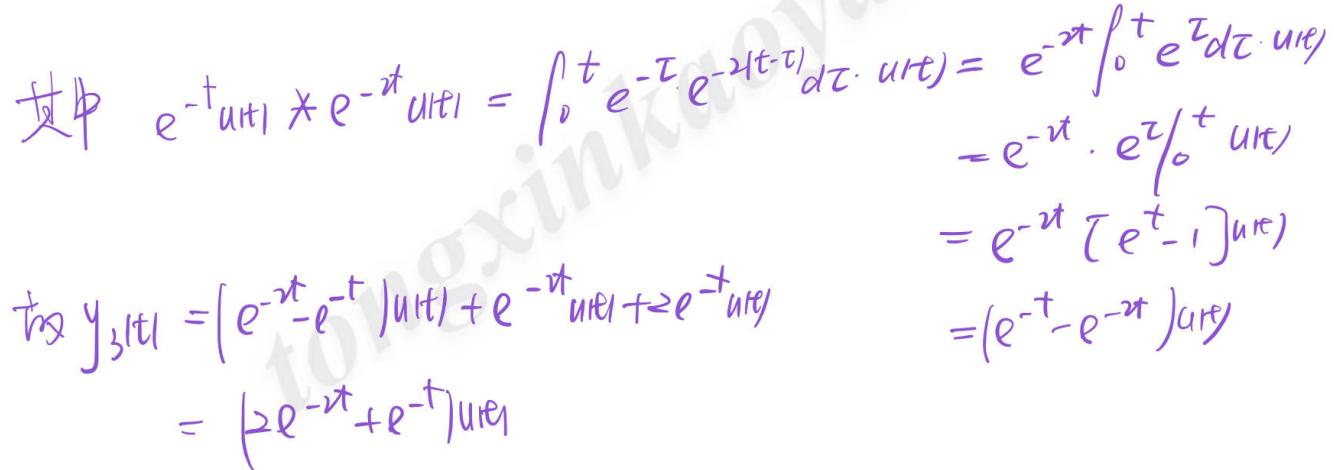 其中 e^{-t}u(t) * e^{-2t}u(t) = ∫_0^t e^{-τ}·e^{-2(t-τ)}dτ·u(t) = e^{-2t}∫_0^t e^τ dτ·u(t)
= e^{-2t}·e^τ|_0^t u(t)
= e^{-2t}[e^t-1]u(t)
= (e^{-t}-e^{-2t})u(t)
故 y_3(t) = (e^{-2t}-e^{-t})u(t)+e^{-2t}u(t)+2e^{-t}u(t)
= (2e^{-2t}+e^{-t})u(t)
tongxinkaoya